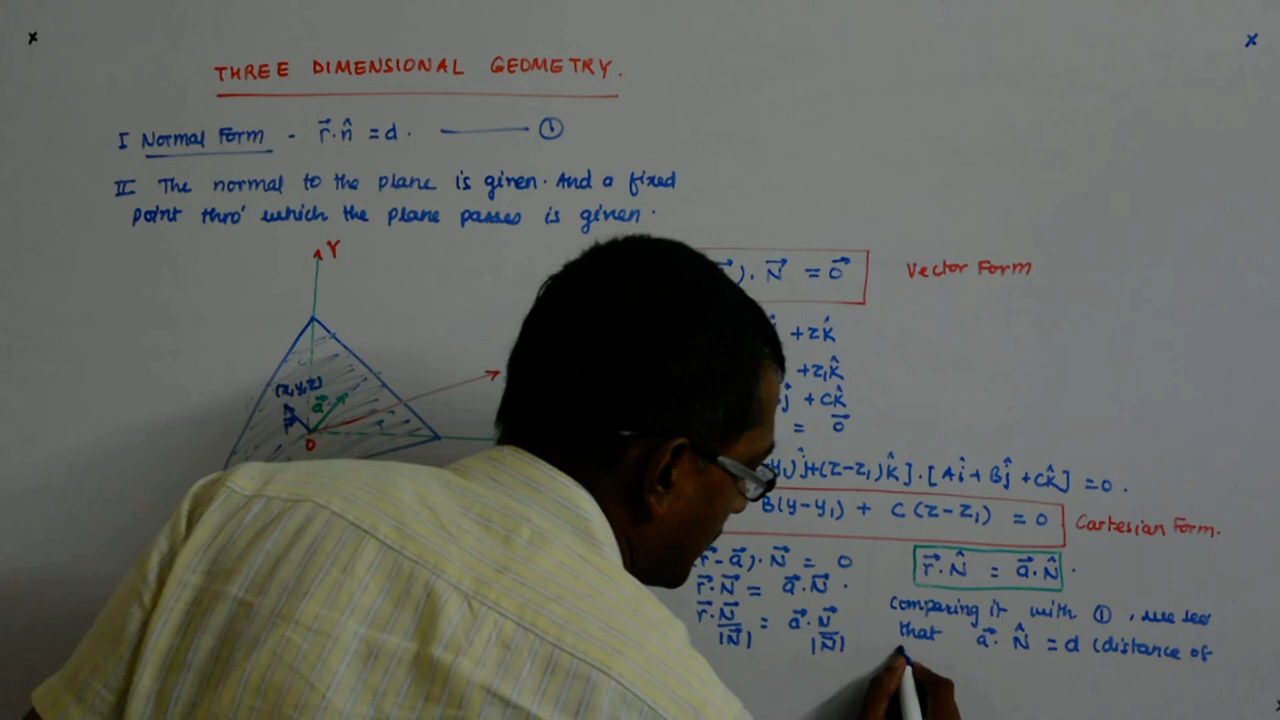 THREE DIMENSIONAL GEOMETRY.
I Normal Form - r⃗.n̂ = d. ——— ①
II The normal to the plane is given. And a fixed
point thro' which the plane passes is given.
Y
a⃗
O
). N⃗ = 0⃗
Vector Form
+ zk̂
+ z₁k̂
ĵ + Ck̂
= 0⃗
y₁)ĵ+(z-z₁)k̂].[Aî+Bĵ+Ck̂] = 0.
B(y-y₁) + C(z-z₁) = 0
Cartesian Form.
r⃗-a⃗).N⃗ = 0
r⃗.N⃗ = a⃗.N⃗.
r⃗.N⃗/|N⃗| = a⃗.N⃗/|N⃗|
r⃗.N̂ = a⃗.N̂.
Comparing it with ①, we see
that a⃗.N̂ = d (distance of